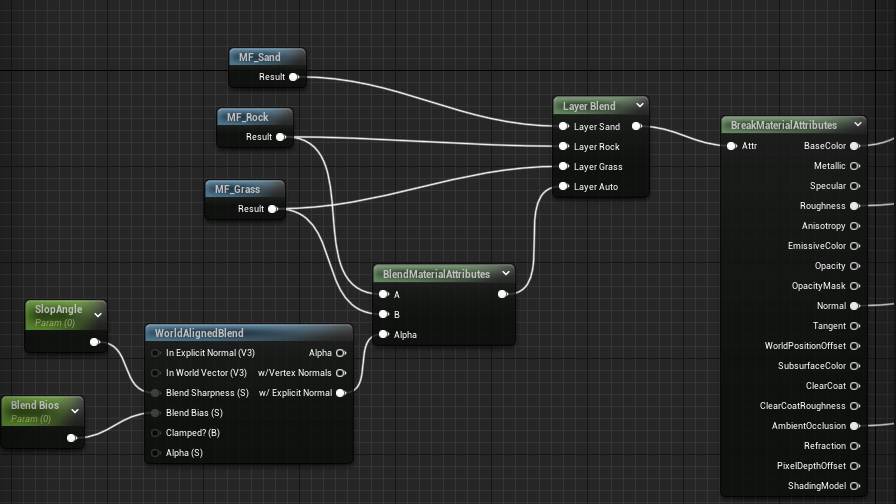 MF_Sand
Result
MF_Rock
Result
MF_Grass
Result
Layer Blend
Layer Sand
Layer Rock
Layer Grass
Layer Auto
BreakMaterialAttributes
Attr BaseColor
Metallic
Specular
Roughness
Anisotropy
EmissiveColor
Opacity
OpacityMask
Normal
Tangent
WorldPositionOffset
SubsurfaceColor
ClearCoat
ClearCoatRoughness
AmbientOcclusion
Refraction
PixelDepthOffset
ShadingModel
BlendMaterialAttributes
A
B
Alpha
SlopAngle
Param (0)
Blend Bios
Param (0)
WorldAlignedBlend
In Explicit Normal (V3) Alpha
In World Vector (V3) w/Vertex Normals
Blend Sharpness (S) w/ Explicit Normal
Blend Bias (S)
Clamped? (B)
Alpha (S)